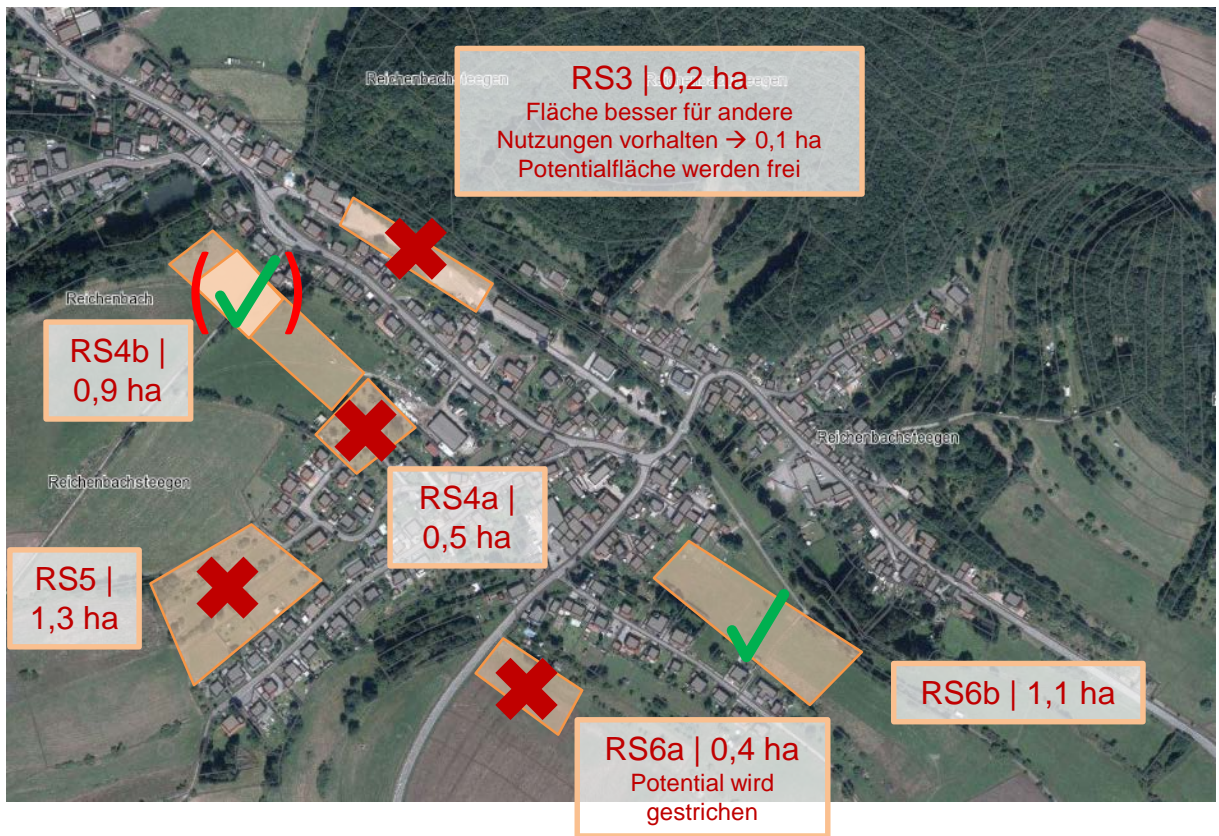 RS3 | 0,2 ha
Fläche besser für andere
Nutzungen vorhalten → 0,1 ha
Potentialfläche werden frei
Reichenbachsteegen
Reichenbachsteegen
Reichenbach
RS4b |
0,9 ha
Reichenbachsteegen
RS4a |
0,5 ha
Reichenbachsteegen
RS5 |
1,3 ha
RS6b | 1,1 ha
RS6a | 0,4 ha
Potential wird
gestrichen